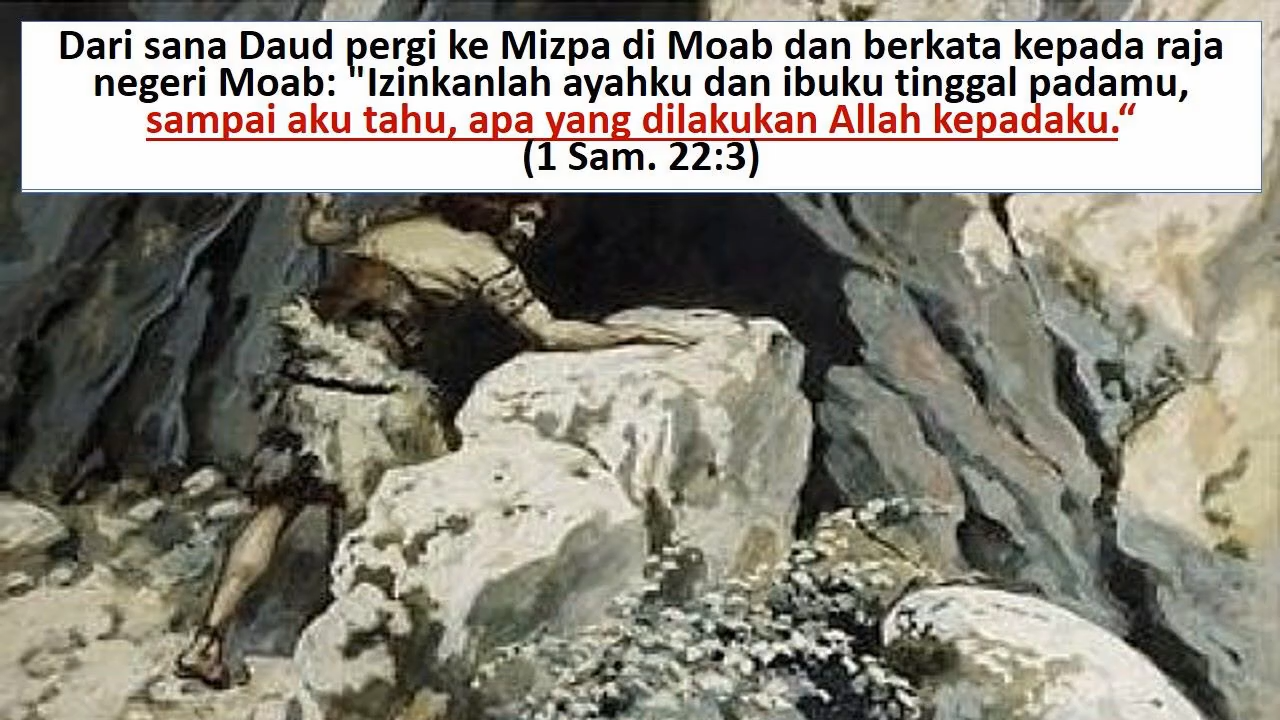 Dari sana Daud pergi ke Mizpa di Moab dan berkata kepada raja
negeri Moab: "Izinkanlah ayahku dan ibuku tinggal padamu,
sampai aku tahu, apa yang dilakukan Allah kepadaku.“
(1 Sam. 22:3)